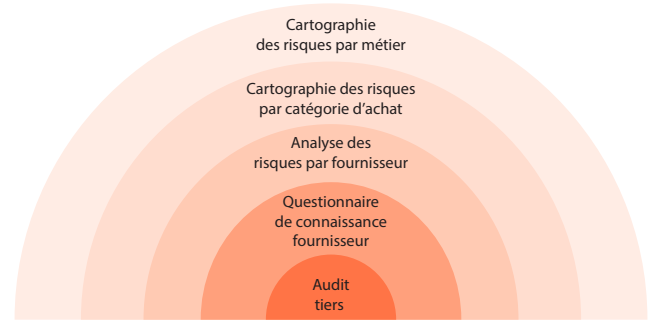 Cartographie
des risques par métier
Cartographie des risques
par catégorie d’achat
Analyse des
risques par fournisseur
Questionnaire
de connaissance
fournisseur
Audit
tiers